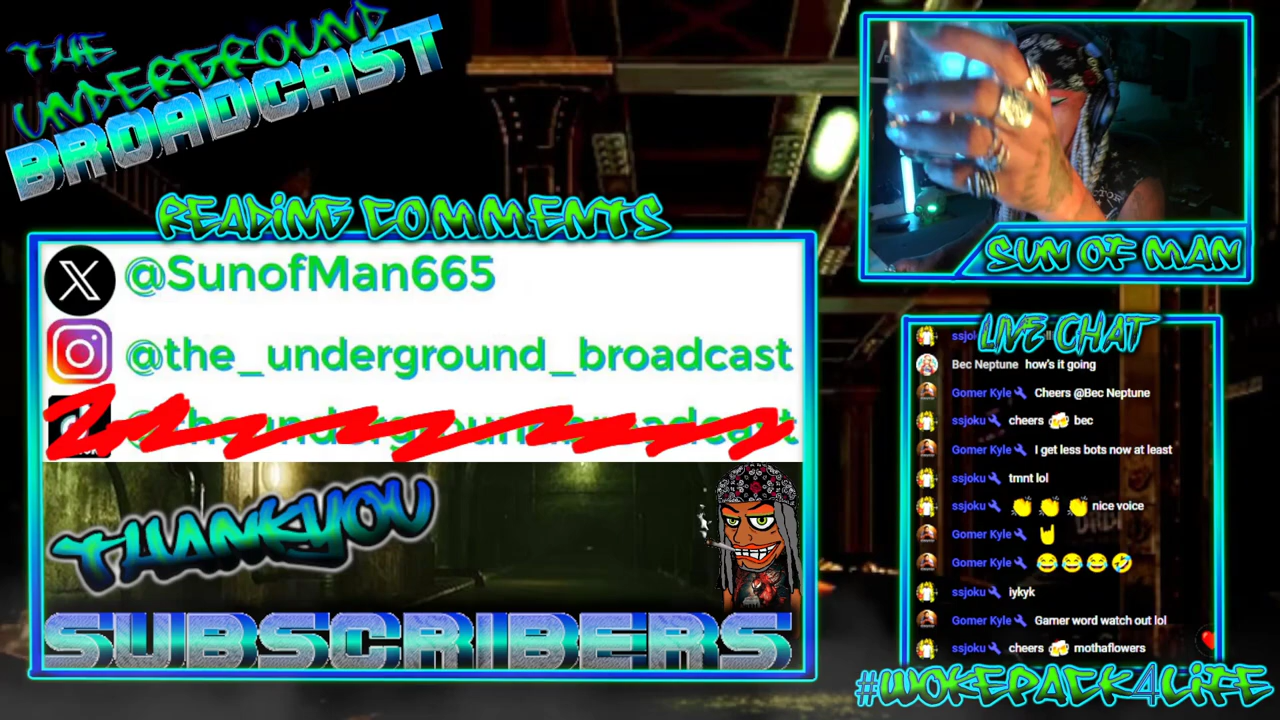 THE
UNDERGROUND
BROADCAST
READING COMMENTS
@SunofMan665
@the_underground_broadcast
THANKYOU
SUBSCRIBERS
SUN OF MAN
LIVE CHAT
Bec Neptune how's it going
Gomer Kyle Cheers @Bec Neptune
ssjoku cheers 🍻 bec
Gomer Kyle I get less bots now at least
ssjoku tmnt lol
ssjoku 👏 👏 👏 nice voice
Gomer Kyle 🤘
Gomer Kyle 😂 😂 😂 🤣
ssjoku iykyk
Gomer Kyle Gamer word watch out lol
ssjoku cheers 🍻 mothaflowers
#WOKEPACK4LIFE